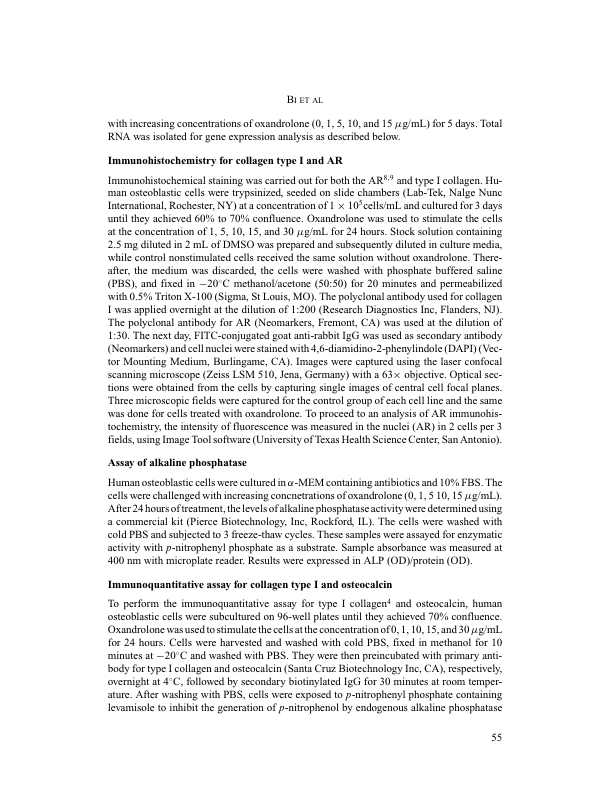 BI ET AL
with increasing concentrations of oxandrolone (0, 1, 5, 10, and 15 μg/mL) for 5 days. Total
RNA was isolated for gene expression analysis as described below.
Immunohistochemistry for collagen type I and AR
Immunohistochemical staining was carried out for both the AR8,9 and type I collagen. Hu-
man osteoblastic cells were trypsinized, seeded on slide chambers (Lab-Tek, Nalge Nunc
International, Rochester, NY) at a concentration of 1 × 10⁵cells/mL and cultured for 3 days
until they achieved 60% to 70% confluence. Oxandrolone was used to stimulate the cells
at the concentration of 1, 5, 10, 15, and 30 μg/mL for 24 hours. Stock solution containing
2.5 mg diluted in 2 mL of DMSO was prepared and subsequently diluted in culture media,
while control nonstimulated cells received the same solution without oxandrolone. There-
after, the medium was discarded, the cells were washed with phosphate buffered saline
(PBS), and fixed in −20°C methanol/acetone (50:50) for 20 minutes and permeabilized
with 0.5% Triton X-100 (Sigma, St Louis, MO). The polyclonal antibody used for collagen
I was applied overnight at the dilution of 1:200 (Research Diagnostics Inc, Flanders, NJ).
The polyclonal antibody for AR (Neomarkers, Fremont, CA) was used at the dilution of
1:30. The next day, FITC-conjugated goat anti-rabbit IgG was used as secondary antibody
(Neomarkers) and cell nuclei were stained with 4,6-diamidino-2-phenylindole (DAPI) (Vec-
tor Mounting Medium, Burlingame, CA). Images were captured using the laser confocal
scanning microscope (Zeiss LSM 510, Jena, Germany) with a 63× objective. Optical sec-
tions were obtained from the cells by capturing single images of central cell focal planes.
Three microscopic fields were captured for the control group of each cell line and the same
was done for cells treated with oxandrolone. To proceed to an analysis of AR immunohis-
tochemistry, the intensity of fluorescence was measured in the nuclei (AR) in 2 cells per 3
fields, using Image Tool software (University of Texas Health Science Center, San Antonio).
Assay of alkaline phosphatase
Human osteoblastic cells were cultured in α-MEM containing antibiotics and 10% FBS. The
cells were challenged with increasing concnetrations of oxandrolone (0, 1, 5 10, 15 μg/mL).
After 24 hours of treatment, the levels of alkaline phosphatase activity were determined using
a commercial kit (Pierce Biotechnology, Inc, Rockford, IL). The cells were washed with
cold PBS and subjected to 3 freeze-thaw cycles. These samples were assayed for enzymatic
activity with p-nitrophenyl phosphate as a substrate. Sample absorbance was measured at
400 nm with microplate reader. Results were expressed in ALP (OD)/protein (OD).
Immunoquantitative assay for collagen type I and osteocalcin
To perform the immunoquantitative assay for type I collagen⁴ and osteocalcin, human
osteoblastic cells were subcultured on 96-well plates until they achieved 70% confluence.
Oxandrolone was used to stimulate the cells at the concentration of 0, 1, 10, 15, and 30 μg/mL
for 24 hours. Cells were harvested and washed with cold PBS, fixed in methanol for 10
minutes at −20°C and washed with PBS. They were then preincubated with primary anti-
body for type I collagen and osteocalcin (Santa Cruz Biotechnology Inc, CA), respectively,
overnight at 4°C, followed by secondary biotinylated IgG for 30 minutes at room temper-
ature. After washing with PBS, cells were exposed to p-nitrophenyl phosphate containing
levamisole to inhibit the generation of p-nitrophenol by endogenous alkaline phosphatase
55